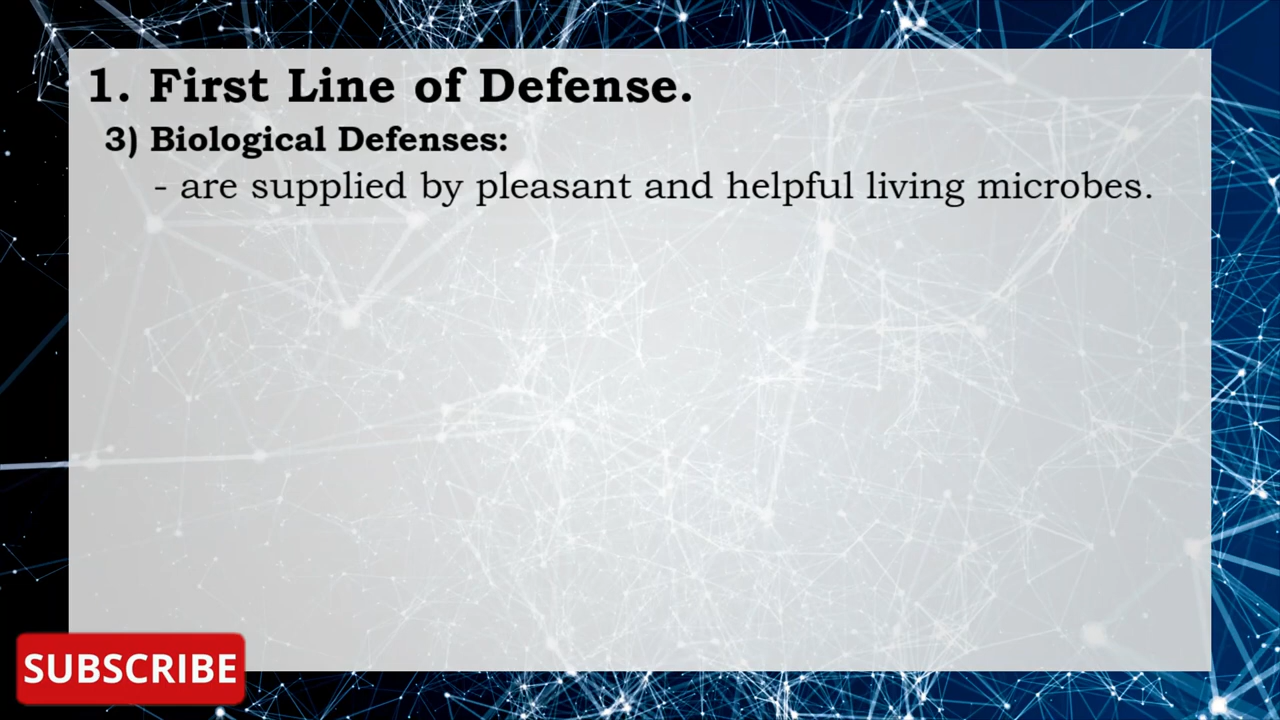 1. First Line of Defense.
3) Biological Defenses:
- are supplied by pleasant and helpful living microbes.
SUBSCRIBE